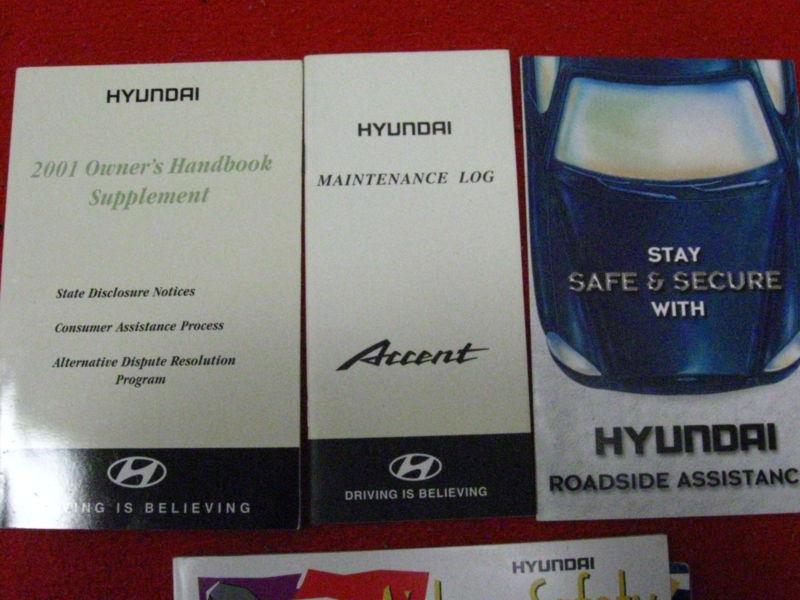 HYUNDAI
2001 Owner's Handbook
Supplement
State Disclosure Notices
Consumer Assistance Process
Alternative Dispute Resolution
Program
ING IS BELIEVING
HYUNDAI
MAINTENANCE LOG
Accent
DRIVING IS BELIEVING
STAY
SAFE & SECURE
WITH
HYUNDAI
ROADSIDE ASSISTANC
HYUNDAI
Safety